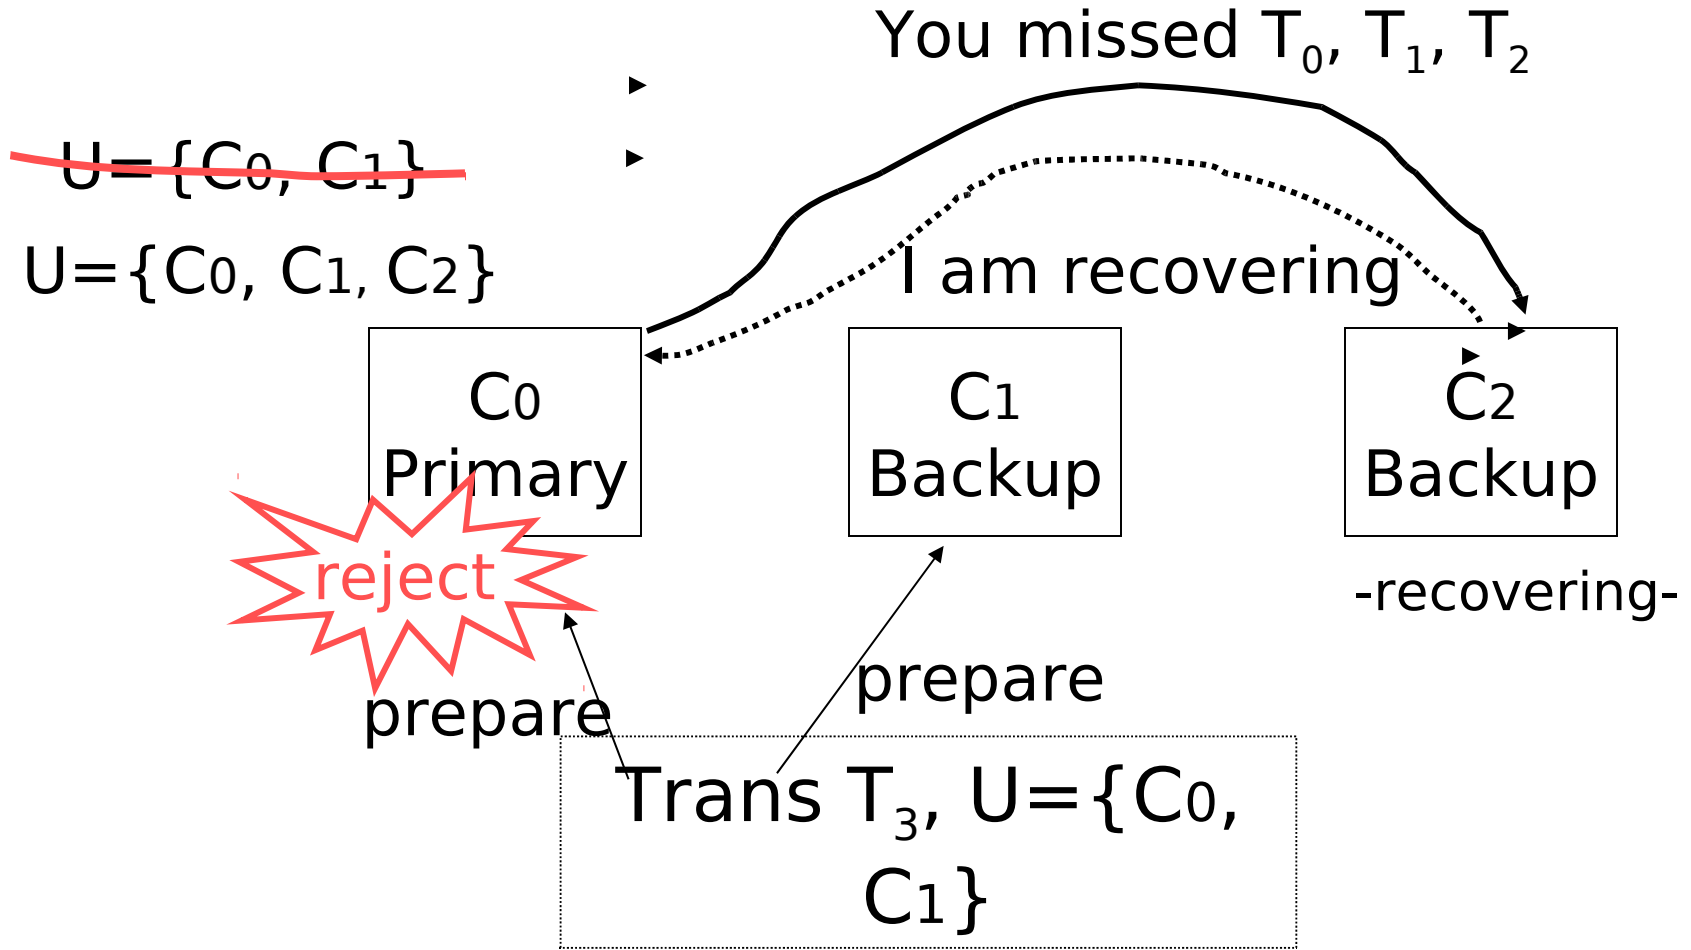 You missed T0, T1, T2
U={C0, C1}
U={C0, C1, C2}
I am recovering
C0
Primary
C1
Backup
C2
Backup
reject
-recovering-
prepare
prepare
Trans T3, U={C0,
C1}